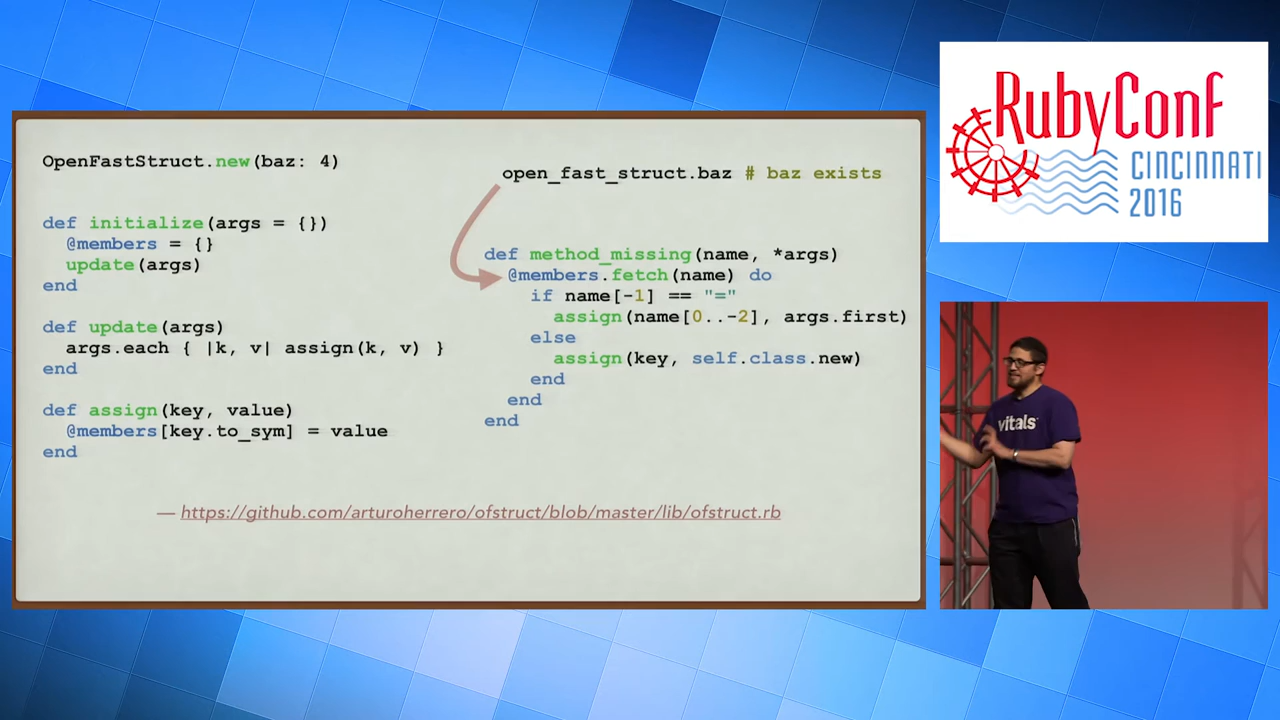 OpenFastStruct.new(baz: 4)
def initialize(args = {})
  @members = {}
  update(args)
end
def update(args)
  args.each { |k, v| assign(k, v) }
end
def assign(key, value)
  @members[key.to_sym] = value
end
open_fast_struct.baz # baz exists
def method_missing(name, *args)
  @members.fetch(name) do
    if name[-1] == "="
      assign(name[0..-2], args.first)
    else
      assign(key, self.class.new)
    end
  end
end
— https://github.com/arturoherrero/ofstruct/blob/master/lib/ofstruct.rb
RubyConf
CINCINNATI
2016
vitals